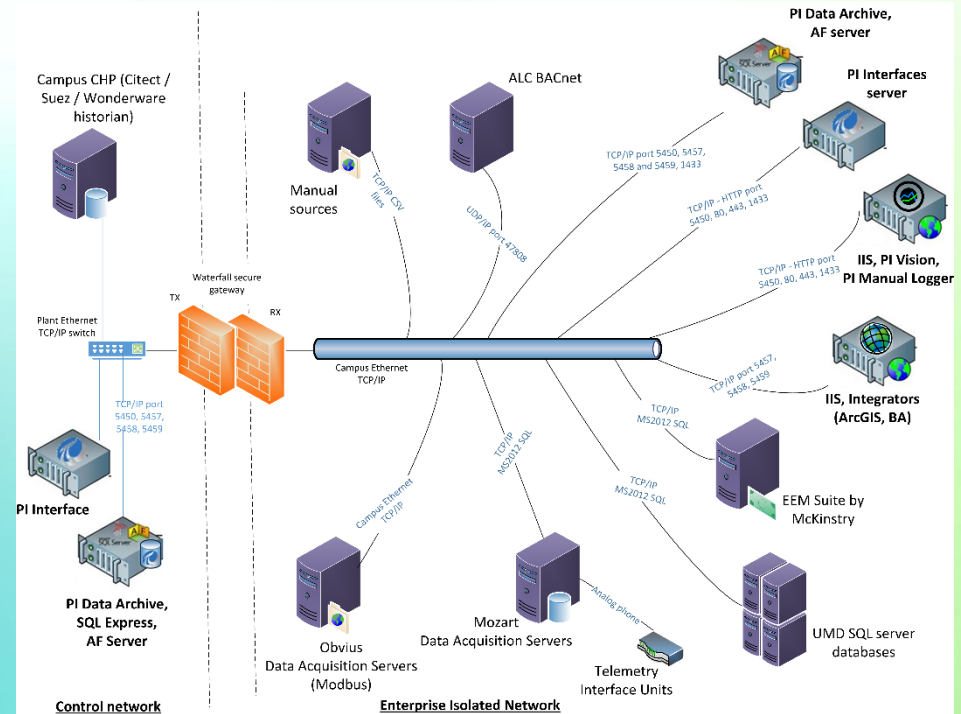 PI Data Archive,
AF server
Campus CHP (Citect /
Suez / Wonderware
historian)
ALC BACnet
PI Interfaces
server
SQL Server
TCP/IP port 5450, 5457,
5458 and 5459, 1433
Manual
sources
TCP/IP CSV
files
UDP/IP port 47808
TCP/IP - HTTP port
5450, 80, 443, 1433
IIS, PI Vision,
PI Manual Logger
TCP/IP - HTTP port
5450, 80, 443, 1433
Waterfall secure
gateway
TX
RX
Plant Ethernet
TCP/IP switch
Campus Ethernet
TCP/IP
TCP/IP port 5457,
5458, 5459
IIS, Integrators
(ArcGIS, BA)
TCP/IP port
5450, 5457,
5458, 5459
TCP/IP
MS2012 SQL
TCP/IP
MS2012 SQL
TCP/IP
MS2012 SQL
EEM Suite by
McKinstry
PI Interface
Campus Ethernet
TCP/IP
PI Data Archive,
SQL Express,
AF Server
Obvius
Data Acquisition Servers
(Modbus)
Mozart
Data Acquisition Servers
Analog phone
Telemetry
Interface Units
UMD SQL server
databases
Control network
Enterprise Isolated Network